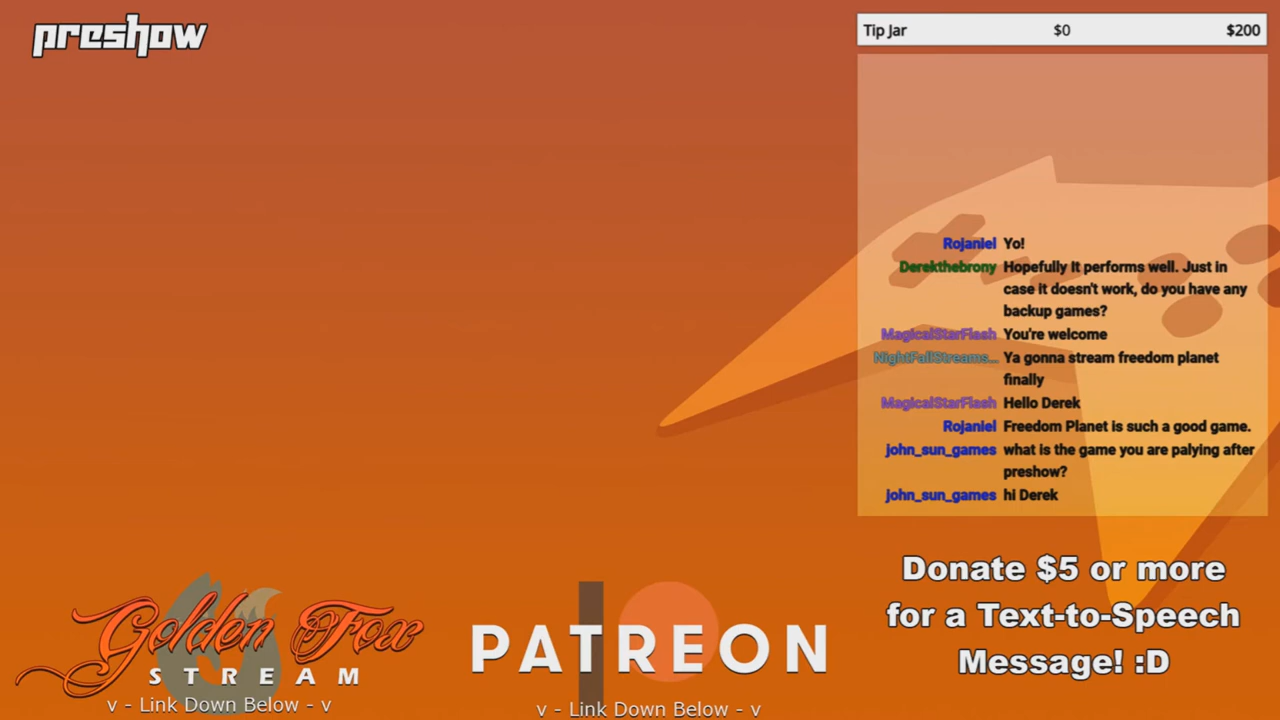 preshow
Tip Jar $0 $200
Rojaniel Yo!
Derekthebrony Hopefully it performs well. Just in
case it doesn't work, do you have any
backup games?
MagicalStarFlash You're welcome
NightFallStreams... Ya gonna stream freedom planet
finally
MagicalStarFlash Hello Derek
Rojaniel Freedom Planet is such a good game.
john_sun_games what is the game you are palying after
preshow?
john_sun_games hi Derek
Golden Fox
STREAM
v - Link Down Below - v
PATREON
v - Link Down Below - v
Donate $5 or more
for a Text-to-Speech
Message! :D